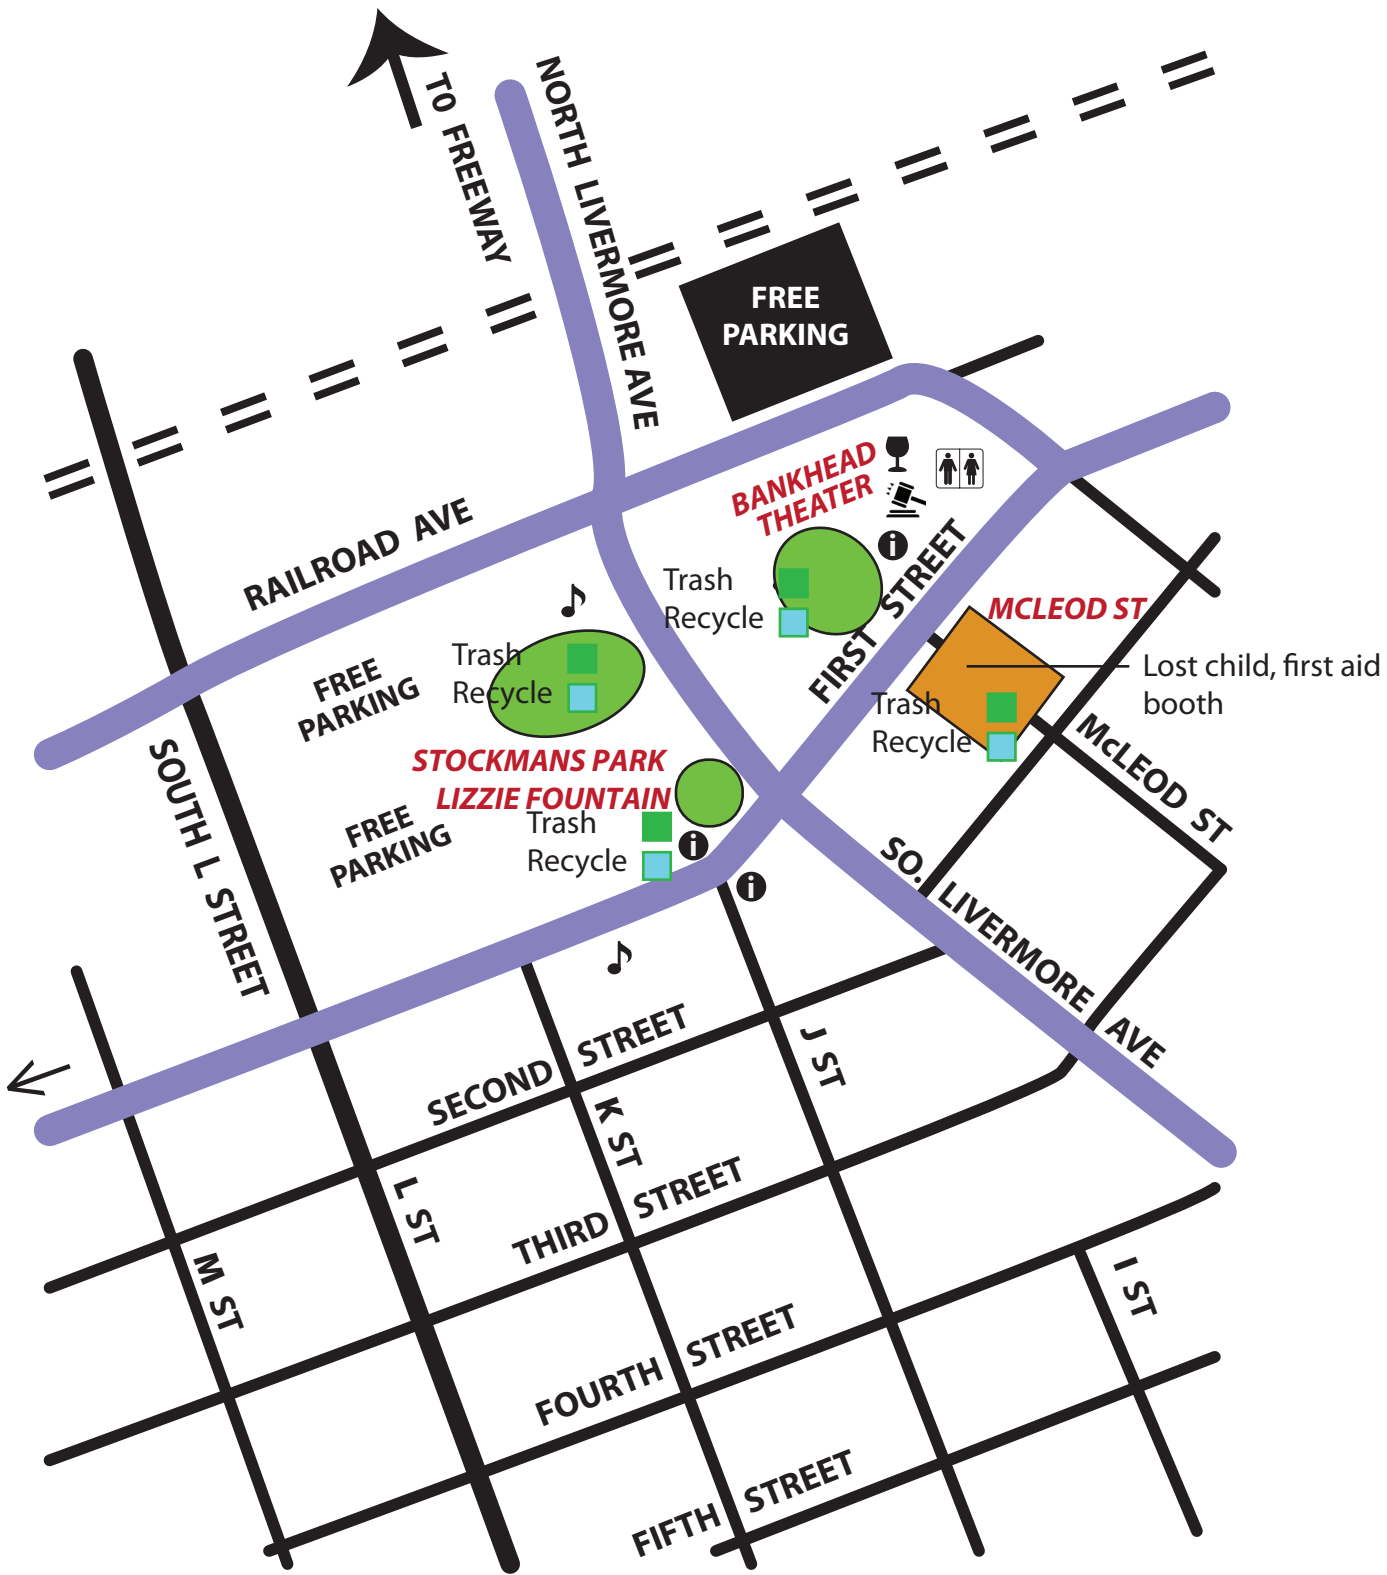 TO FREEWAY
NORTH LIVERMORE AVE
FREE
PARKING
RAILROAD AVE
BANKHEAD
THEATER
i
FIRST STREET
Trash
Recycle
MCLEOD ST
Lost child, first aid
booth
Trash
Recycle
McLEOD ST
Trash
Recycle
FREE
PARKING
STOCKMANS PARK
LIZZIE FOUNTAIN
Trash
Recycle
i
i
FREE
PARKING
SOUTH L STREET
SO. LIVERMORE AVE
SECOND STREET
J ST
K ST
THIRD STREET
L ST
M ST
I ST
FOURTH STREET
FIFTH STREET